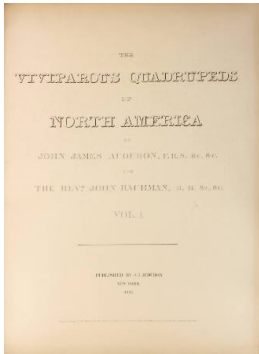 THE
VIVIPAROUS QUADRUPEDS
OF
NORTH AMERICA
BY
JOHN JAMES AUDUBON, F.R.S. &c. &c.
AND
THE REVD. JOHN BACHMAN, D. D. &c. &c.
VOL. I.
PUBLISHED BY J. J. AUDUBON
NEW YORK.